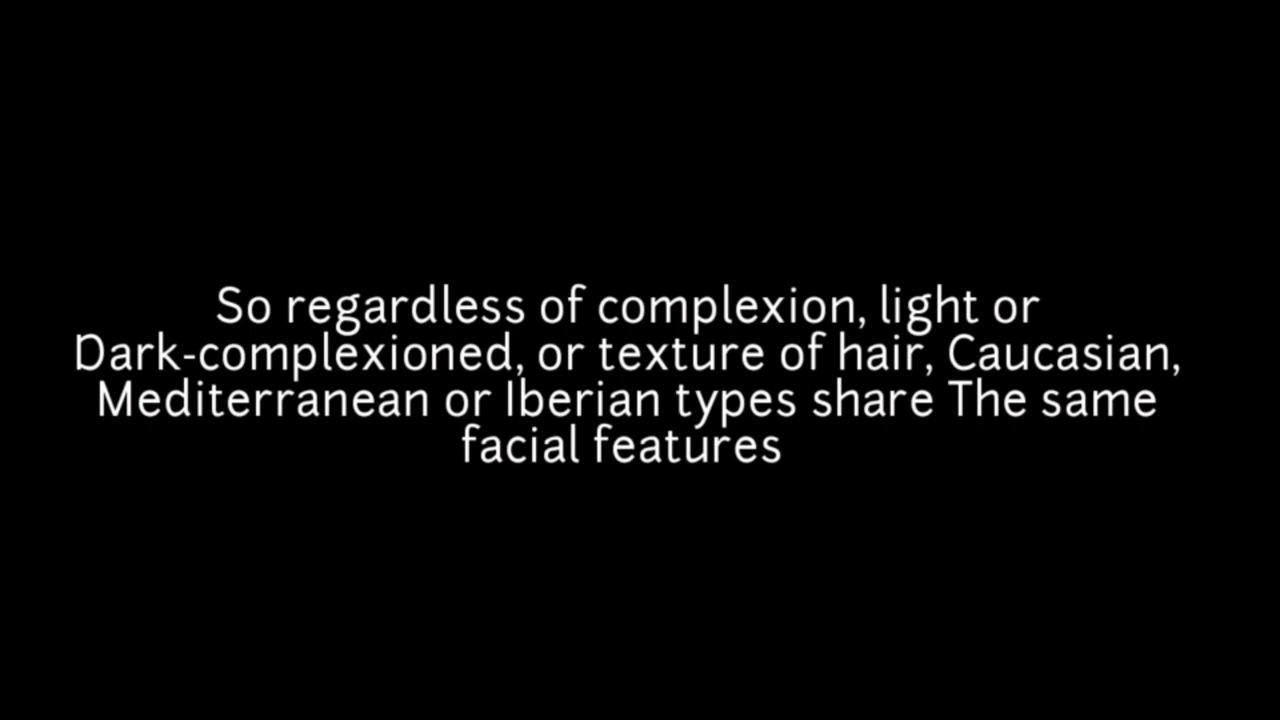 So regardless of complexion, light or
Dark-complexioned, or texture of hair, Caucasian,
Mediterranean or Iberian types share The same
facial features